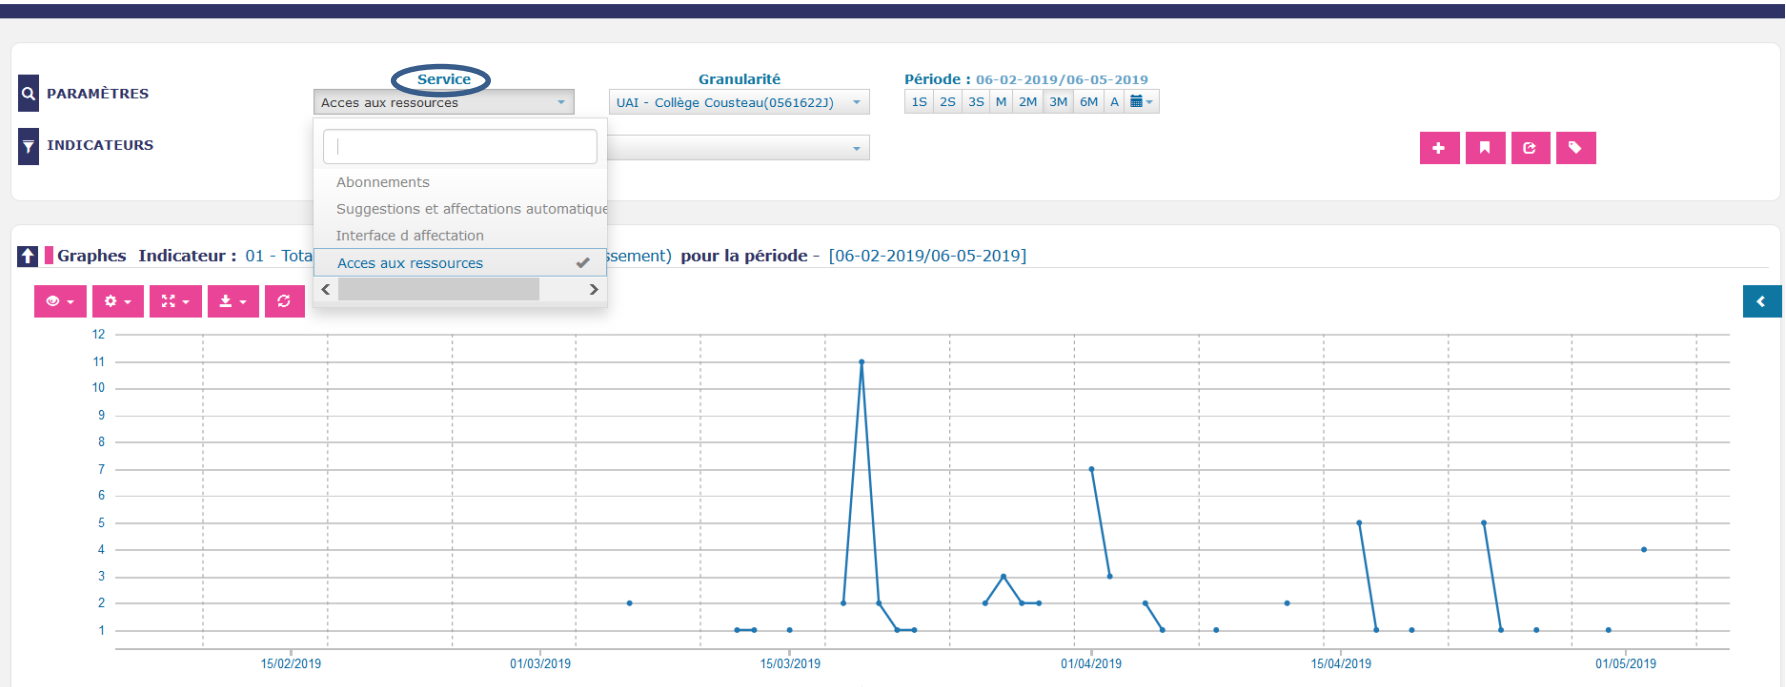 Service
Granularité
Période : 06-02-2019/06-05-2019
PARAMÈTRES
Acces aux ressources
UAI - Collège Cousteau(0561622J)
1S 2S 3S M 2M 3M 6M A
INDICATEURS
Abonnements
Suggestions et affectations automatique
Interface d affectation
Acces aux ressources
Graphes Indicateur : 01 - Tota
ssement) pour la période - [06-02-2019/06-05-2019]
12
11
10
9
8
7
6
5
4
3
2
1
15/02/2019
01/03/2019
15/03/2019
01/04/2019
15/04/2019
01/05/2019